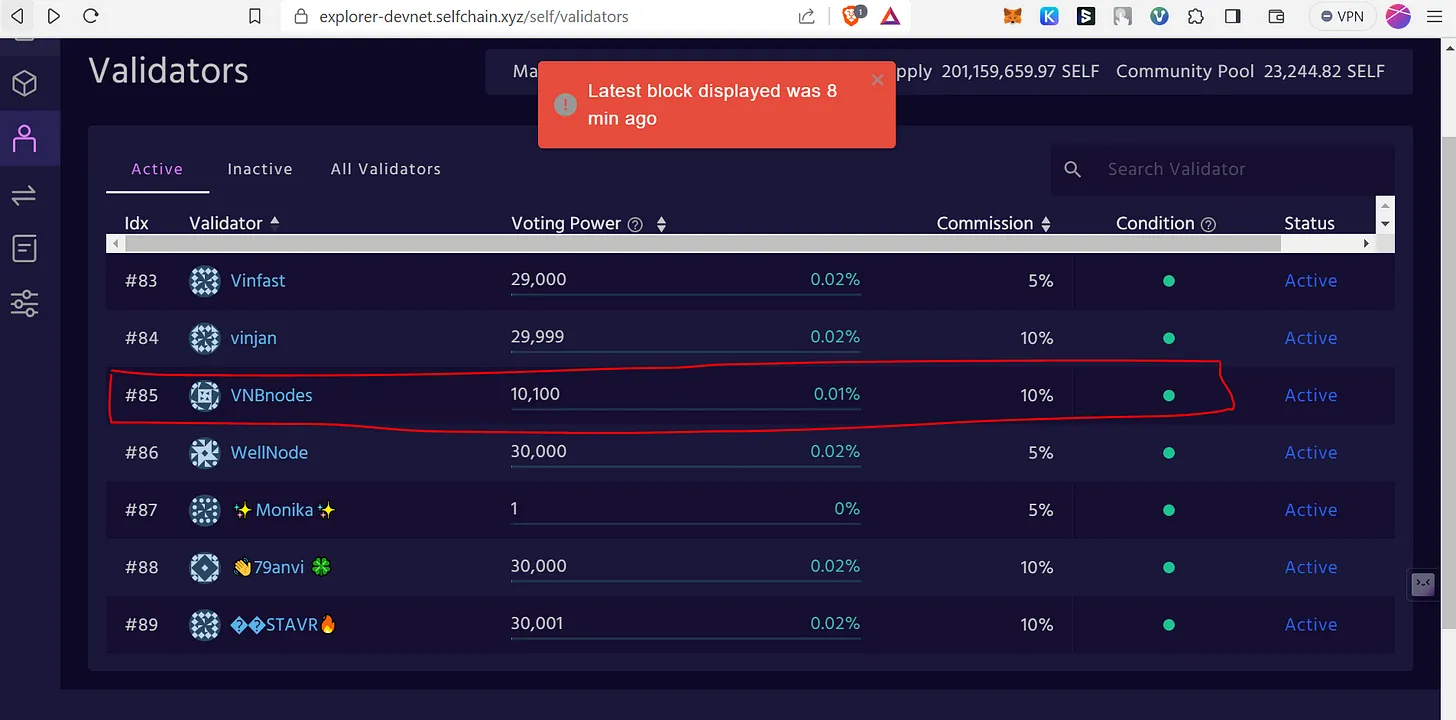 explorer-devnet.selfchain.xyz/self/validators
1
VPN
Validators
Ma
pply 201,159,659.97 SELF Community Pool 23,244.82 SELF
Latest block displayed was 8
min ago
Active Inactive All Validators
Search Validator
Idx Validator Voting Power Commission Condition Status
#83 Vinfast 29,000 0.02% 5% Active
#84 vinjan 29,999 0.02% 10% Active
#85 VNBnodes 10,100 0.01% 10% Active
#86 WellNode 30,000 0.02% 5% Active
#87 ✨Monika✨ 1 0% 5% Active
#88 👋79anvi 🍀 30,000 0.02% 10% Active
#89 ��STAVR🔥 30,001 0.02% 10% Active